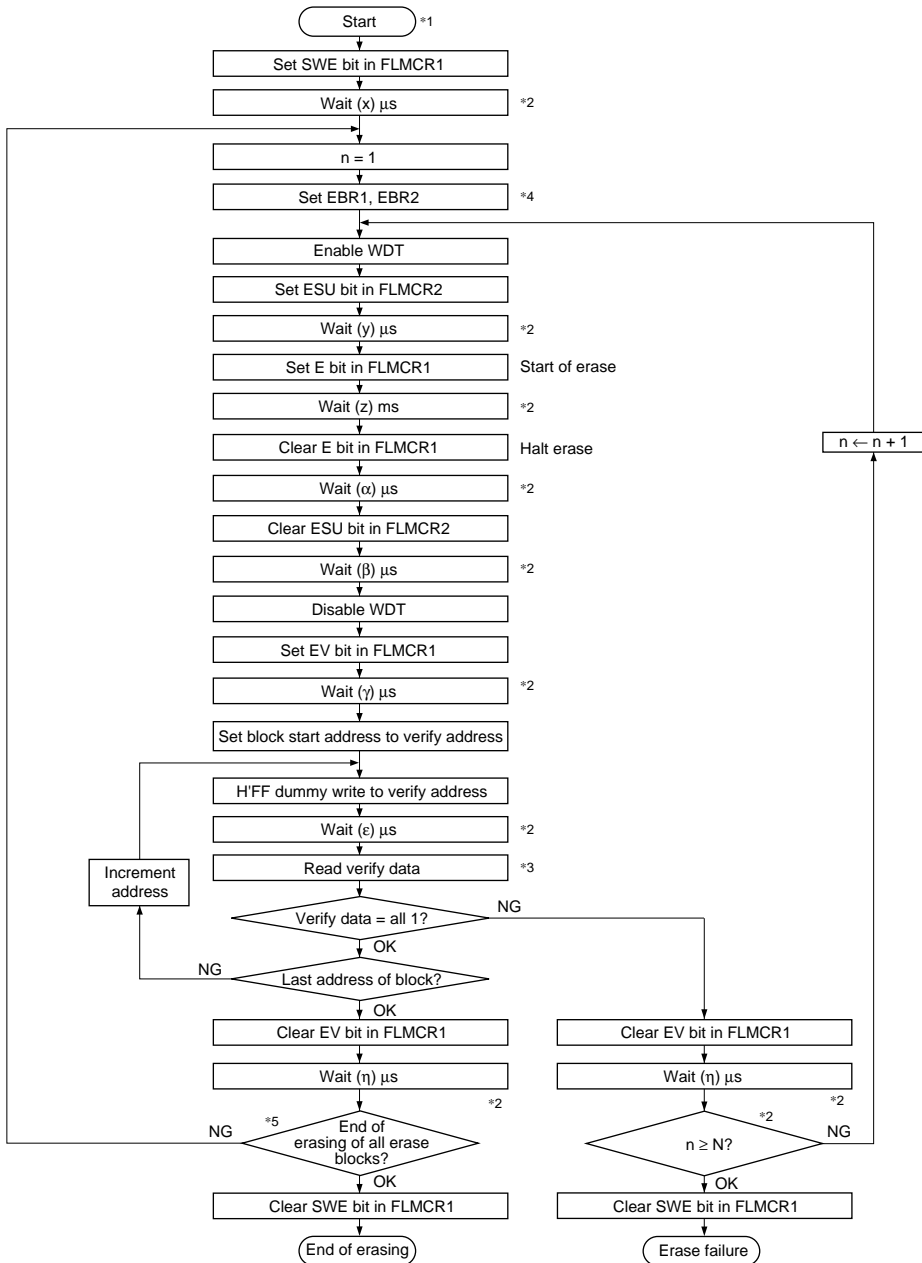 Start
*1
Set SWE bit in FLMCR1
Wait (x) μs
*2
n = 1
Set EBR1, EBR2
*4
Enable WDT
Set ESU bit in FLMCR2
Wait (y) μs
*2
Set E bit in FLMCR1
Start of erase
Wait (z) ms
*2
Clear E bit in FLMCR1
Halt erase
n ← n + 1
Wait (α) μs
*2
Clear ESU bit in FLMCR2
Wait (β) μs
*2
Disable WDT
Set EV bit in FLMCR1
Wait (γ) μs
*2
Set block start address to verify address
H'FF dummy write to verify address
Wait (ε) μs
*2
Increment
address
Read verify data
*3
Verify data = all 1?
NG
OK
NG
Last address of block?
OK
Clear EV bit in FLMCR1
Clear EV bit in FLMCR1
Wait (η) μs
*2
Wait (η) μs
*2
NG
*5
End of
erasing of all erase
blocks?
*2
n ≥ N?
NG
OK
OK
Clear SWE bit in FLMCR1
Clear SWE bit in FLMCR1
End of erasing
Erase failure